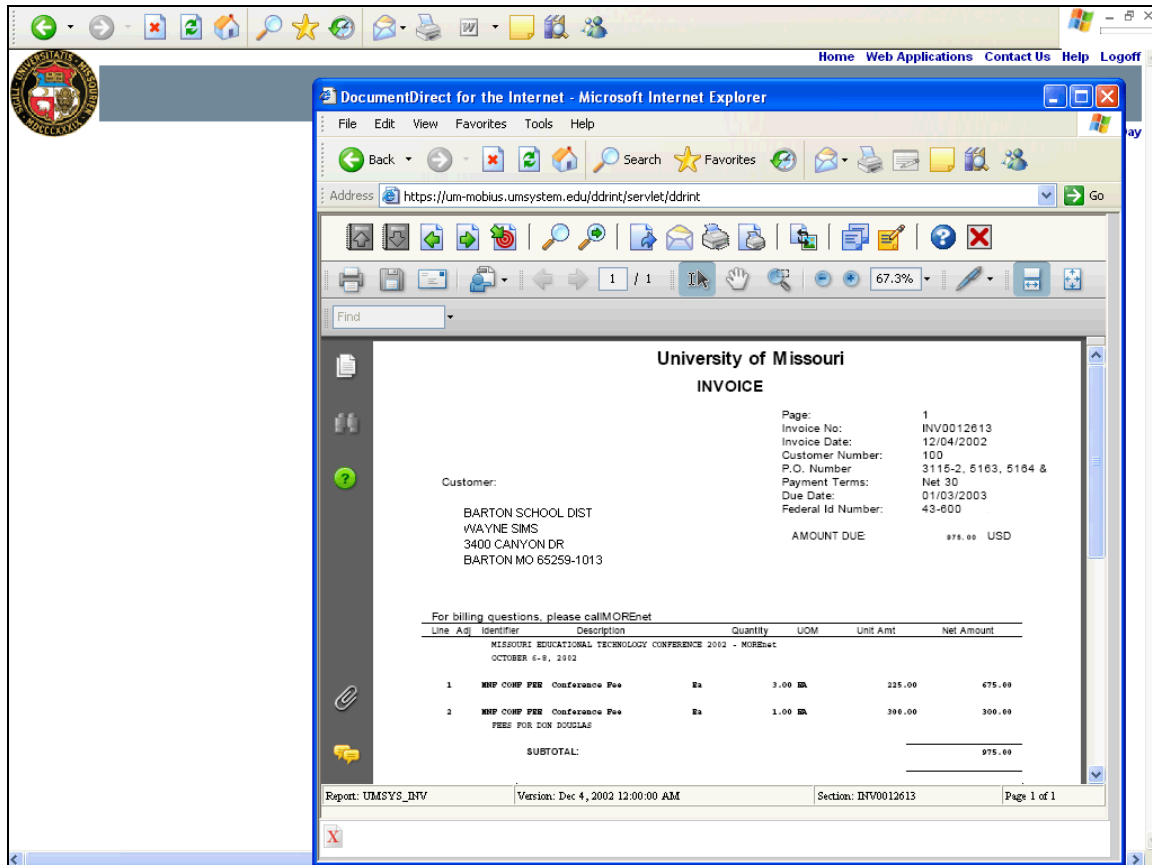 Home Web Applications Contact Us Help Logoff
ay
DocumentDirect for the Internet - Microsoft Internet Explorer
File Edit View Favorites Tools Help
Back Search Favorites
Address https://um-mobius.umsystem.edu/ddrint/servlet/ddrint Go
1 / 1 67.3%
Find
University of Missouri
INVOICE
Page: 1
Invoice No: INV0012613
Invoice Date: 12/04/2002
Customer Number: 100
P.O. Number 3115-2, 5163, 5164 &
Payment Terms: Net 30
Due Date: 01/03/2003
Federal Id Number: 43-600
AMOUNT DUE: 975.00 USD
Customer:
BARTON SCHOOL DIST
WAYNE SIMS
3400 CANYON DR
BARTON MO 65259-1013
For billing questions, please callMOREnet
Line Adj Identifier Description Quantity UOM Unit Amt Net Amount
MISSOURI EDUCATIONAL TECHNOLOGY CONFERENCE 2002 - MOREnet
OCTOBER 6-8, 2002
1 MNP CONF FEE Conference Fee Ea 3.00 EA 225.00 675.00
2 MNP CONF FEE Conference Fee Ea 1.00 EA 300.00 300.00
FEES FOR DON DOUGLAS
SUBTOTAL: 975.00
Report: UMSYS_INV Version: Dec 4, 2002 12:00:00 AM Section: INV0012613 Page 1 of 1